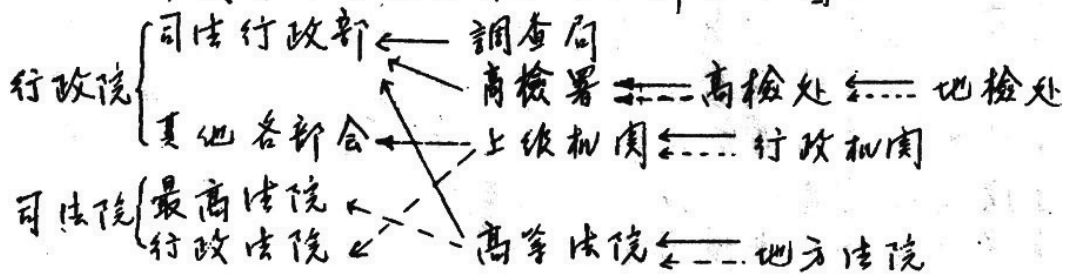 司法行政部 調查局
行政院 高檢署 高檢处 地檢处
其他各部会 上级机関 行政机関
司法院 最高法院
行政法院 高等法院 地方法院